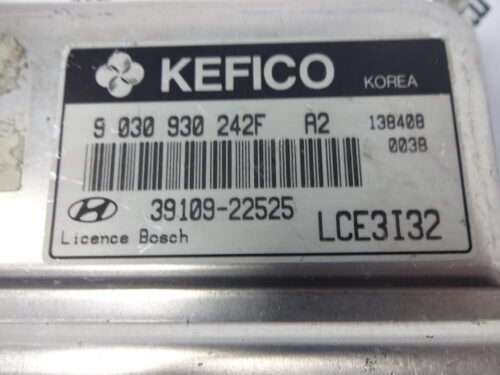 KEFICO KOREA
9 030 930 242F A2 138408
0038
39109-22525
LCE3I32
Licence Bosch